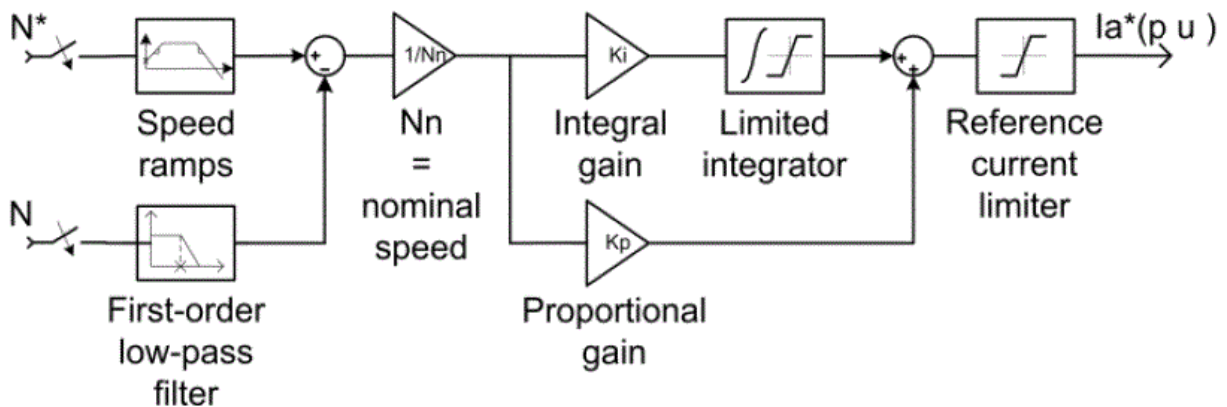 N*
Ia*(p u )
+
−
1/Nn
Ki
+
+
Speed
ramps
Nn
=
nominal
speed
Integral
gain
Limited
integrator
Reference
current
limiter
N
Kp
First-order
low-pass
filter
Proportional
gain